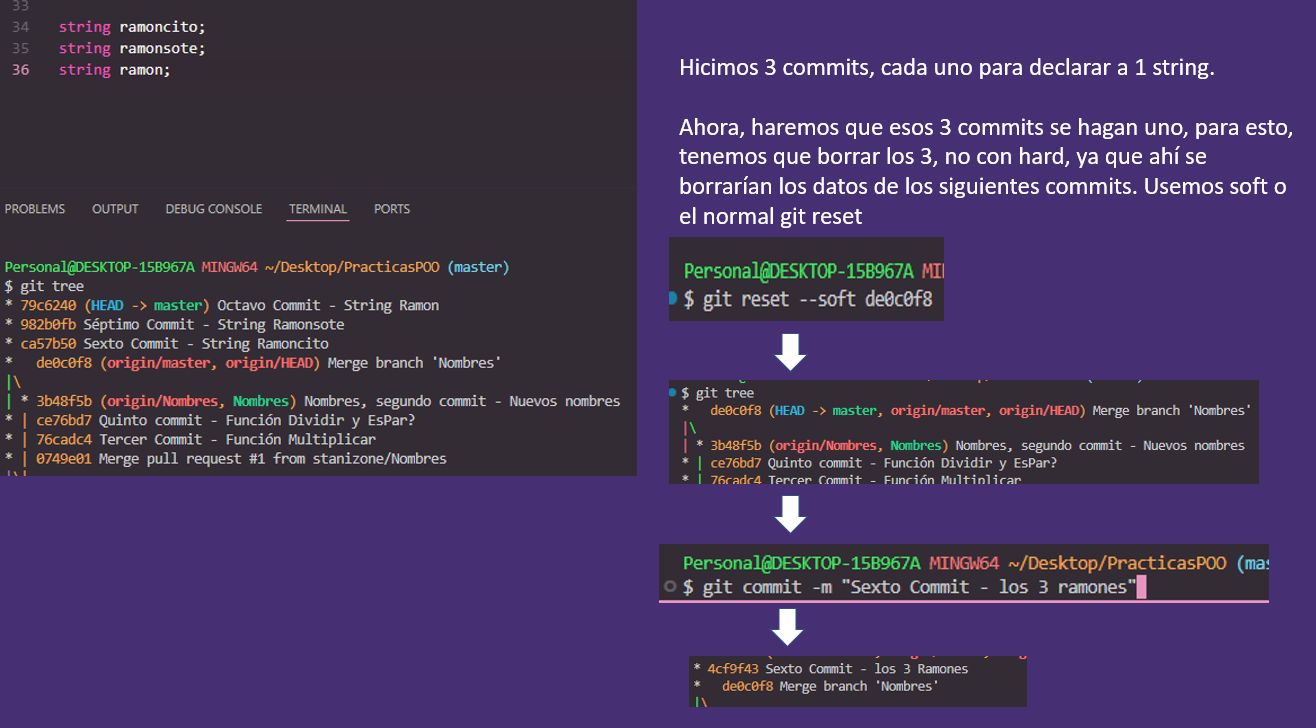 33
34 string ramoncito;
35 string ramonsote;
36 string ramon;
PROBLEMS OUTPUT DEBUG CONSOLE TERMINAL PORTS
Personal@DESKTOP-15B967A MINGW64 ~/Desktop/PracticasPOO (master)
$ git tree
* 79c6240 (HEAD -> master) Octavo Commit - String Ramon
* 982b0fb Séptimo Commit - String Ramonsote
* ca57b50 Sexto Commit - String Ramoncito
*   de0c0f8 (origin/master, origin/HEAD) Merge branch 'Nombres'
|\
| * 3b48f5b (origin/Nombres, Nombres) Nombres, segundo commit - Nuevos nombres
* | ce76bd7 Quinto commit - Función Dividir y EsPar?
* | 76cadc4 Tercer Commit - Función Multiplicar
* | 0749e01 Merge pull request #1 from stanizone/Nombres
|\|
Hicimos 3 commits, cada uno para declarar a 1 string.
Ahora, haremos que esos 3 commits se hagan uno, para esto,
tenemos que borrar los 3, no con hard, ya que ahí se
borrarían los datos de los siguientes commits. Usemos soft o
el normal git reset
Personal@DESKTOP-15B967A MI
$ git reset --soft de0c0f8
$ git tree
*   de0c0f8 (HEAD -> master, origin/master, origin/HEAD) Merge branch 'Nombres'
|\
| * 3b48f5b (origin/Nombres, Nombres) Nombres, segundo commit - Nuevos nombres
* | ce76bd7 Quinto commit - Función Dividir y EsPar?
* | 76cadc4 Tercer Commit - Función Multiplicar
Personal@DESKTOP-15B967A MINGW64 ~/Desktop/PracticasPOO (mas
$ git commit -m "Sexto Commit - los 3 ramones"
* 4cf9f43 Sexto Commit - los 3 Ramones
*   de0c0f8 Merge branch 'Nombres'
|\